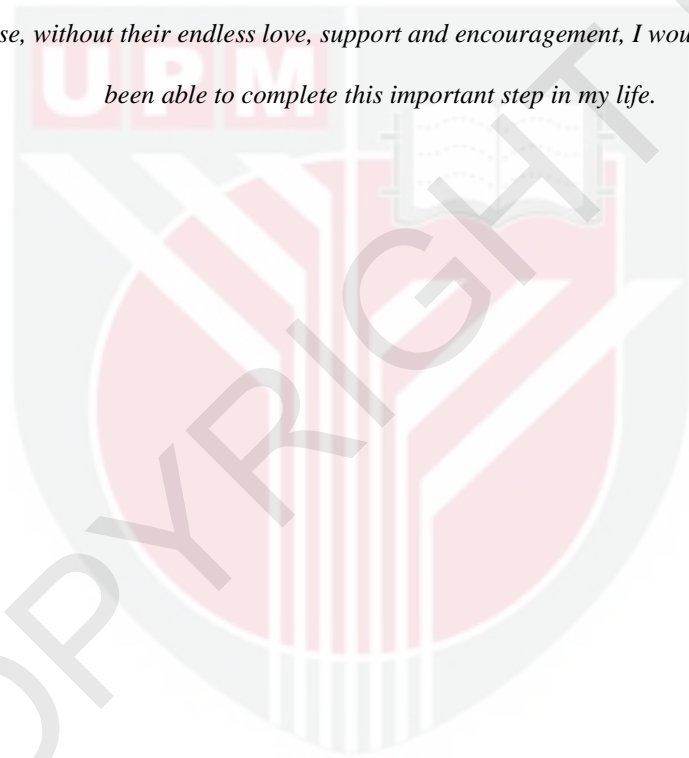 se, without their endless love, support and encouragement, I wou
been able to complete this important step in my life.
UPM
OPYRIGHT